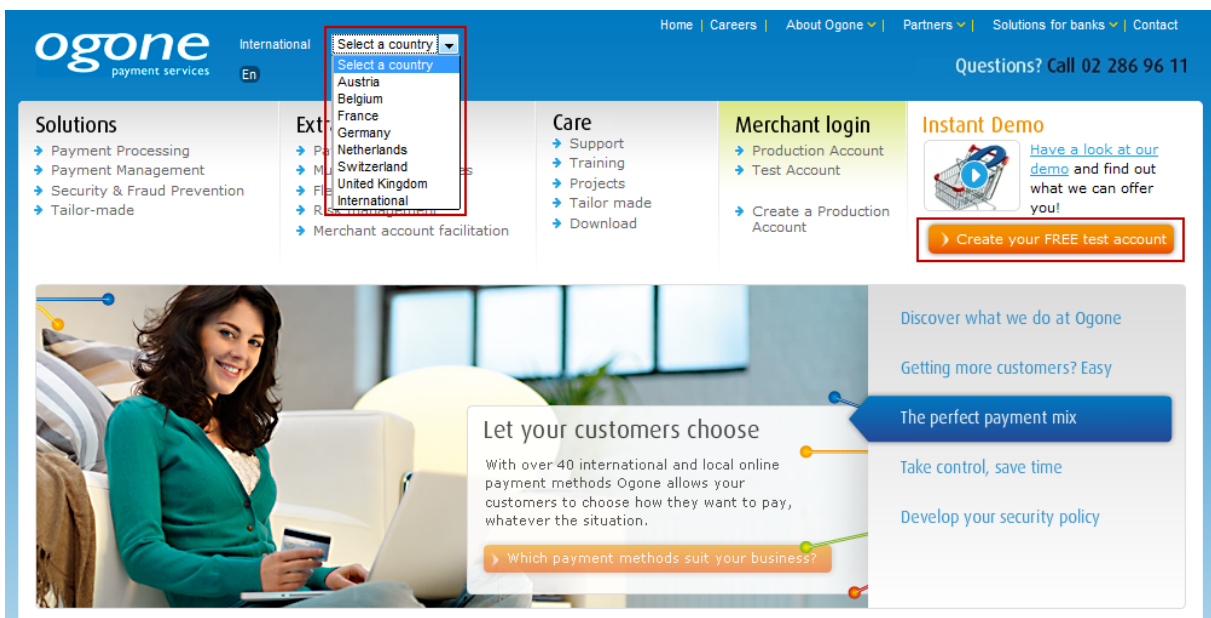 Home | Careers | About Ogone | Partners | Solutions for banks | Contact
ogone
payment services
International
Select a country
En
Questions? Call 02 286 96 11
Select a country
Austria
Belgium
France
Germany
Netherlands
Switzerland
United Kingdom
International
Solutions
Payment Processing
Payment Management
Security & Fraud Prevention
Tailor-made
Merchant account facilitation
Care
Support
Training
Projects
Tailor made
Download
Merchant login
Production Account
Test Account
Create a Production
Account
Instant Demo
Have a look at our
demo and find out
what we can offer
you!
Create your FREE test account
Let your customers choose
With over 40 international and local online
payment methods Ogone allows your
customers to choose how they want to pay,
whatever the situation.
Which payment methods suit your business?
Discover what we do at Ogone
Getting more customers? Easy
The perfect payment mix
Take control, save time
Develop your security policy